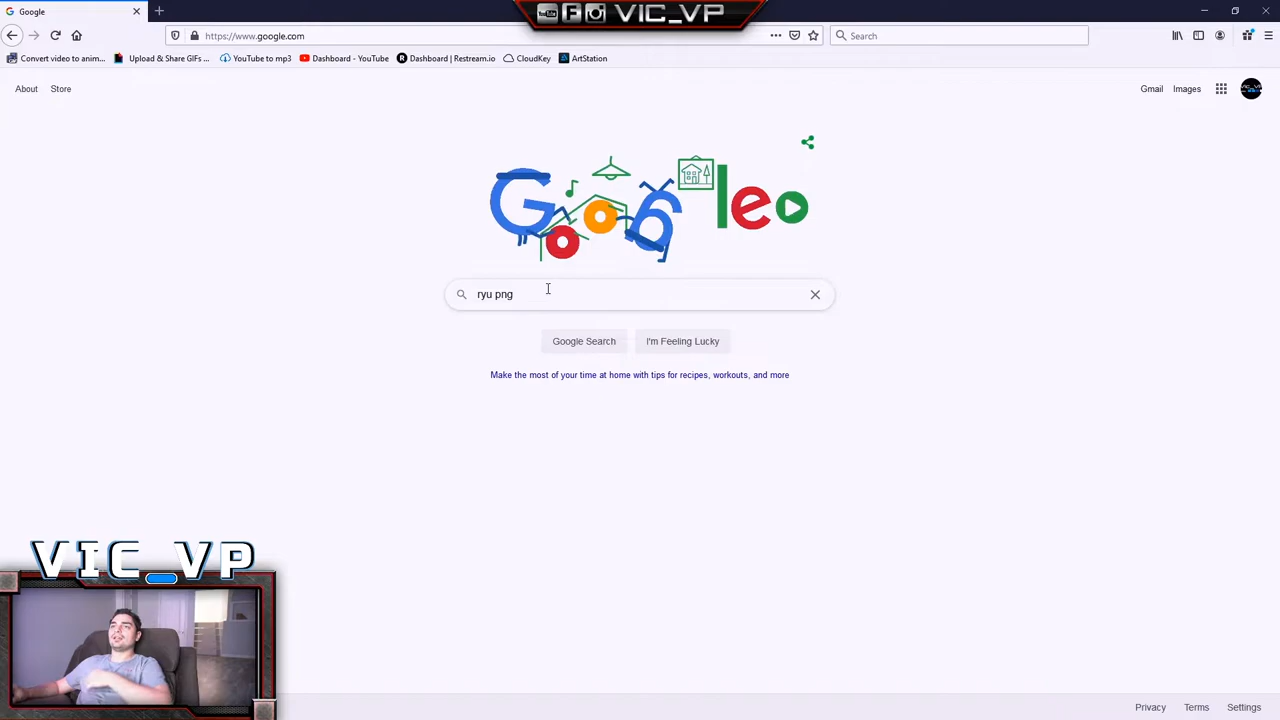 Google
VIC_VP
https://www.google.com
Search
Convert video to anim...
Upload & Share GIFs ...
YouTube to mp3
Dashboard - YouTube
Dashboard | Restream.io
CloudKey
ArtStation
About
Store
Gmail
Images
Google
ryu png
Google Search
I'm Feeling Lucky
Make the most of your time at home with tips for recipes, workouts, and more
VIC_VP
Privacy
Terms
Settings